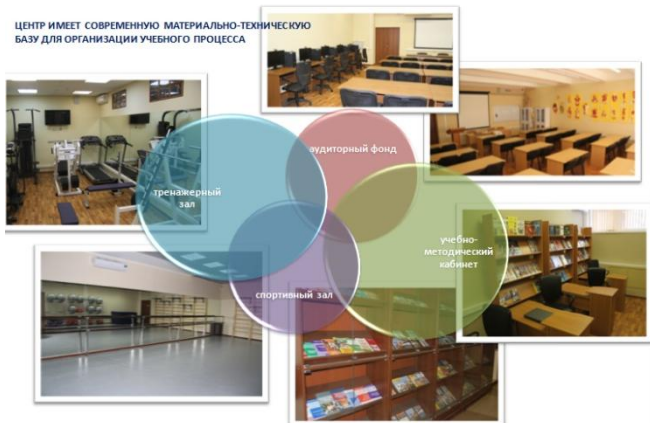 ЦЕНТР ИМЕЕТ СОВРЕМЕННУЮ МАТЕРИАЛЬНО-ТЕХНИЧЕСКУЮ
БАЗУ ДЛЯ ОРГАНИЗАЦИИ УЧЕБНОГО ПРОЦЕССА
аудиторный фонд
тренажерный
зал
учебно-
методический
кабинет
спортивный зал